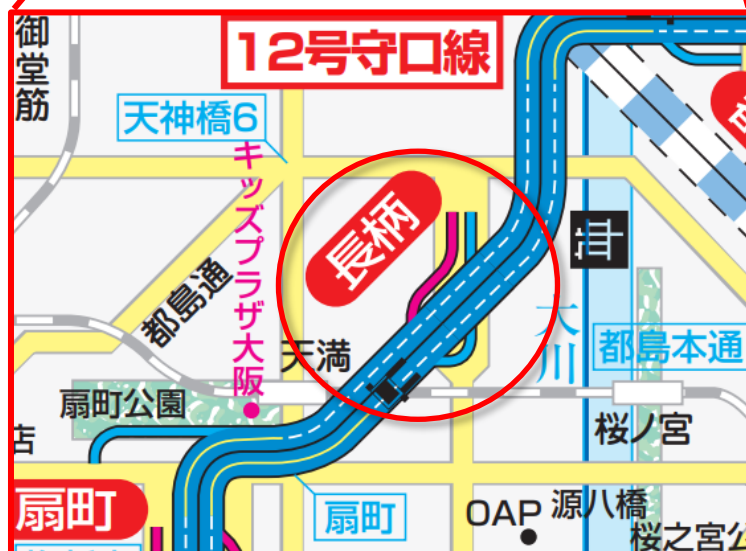 御堂筋
12号守口線
天神橋6
キッズプラザ大阪
長柄
都島通
天満
大川
都島本通
扇町公園
桜ノ宮
店
扇町
扇町
OAP
源八橋
桜之宮公